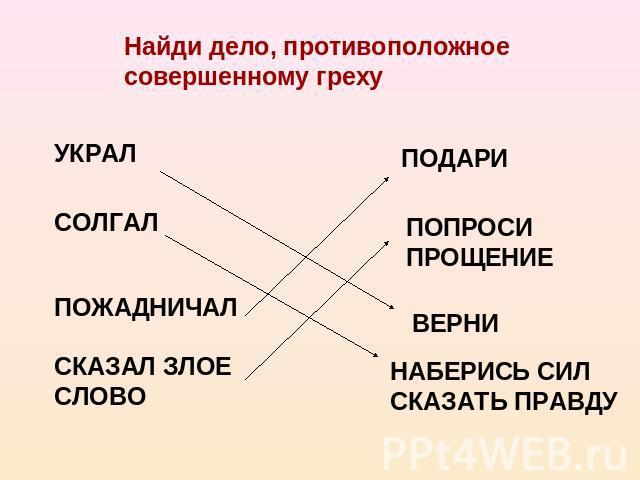 Найди дело, противоположное
совершенному греху
УКРАЛ
СОЛГАЛ
ПОЖАДНИЧАЛ
СКАЗАЛ ЗЛОЕ
СЛОВО
ПОДАРИ
ПОПРОСИ
ПРОЩЕНИЕ
ВЕРНИ
НАБЕРИСЬ СИЛ
СКАЗАТЬ ПРАВДУ
PPt4WEB.ru